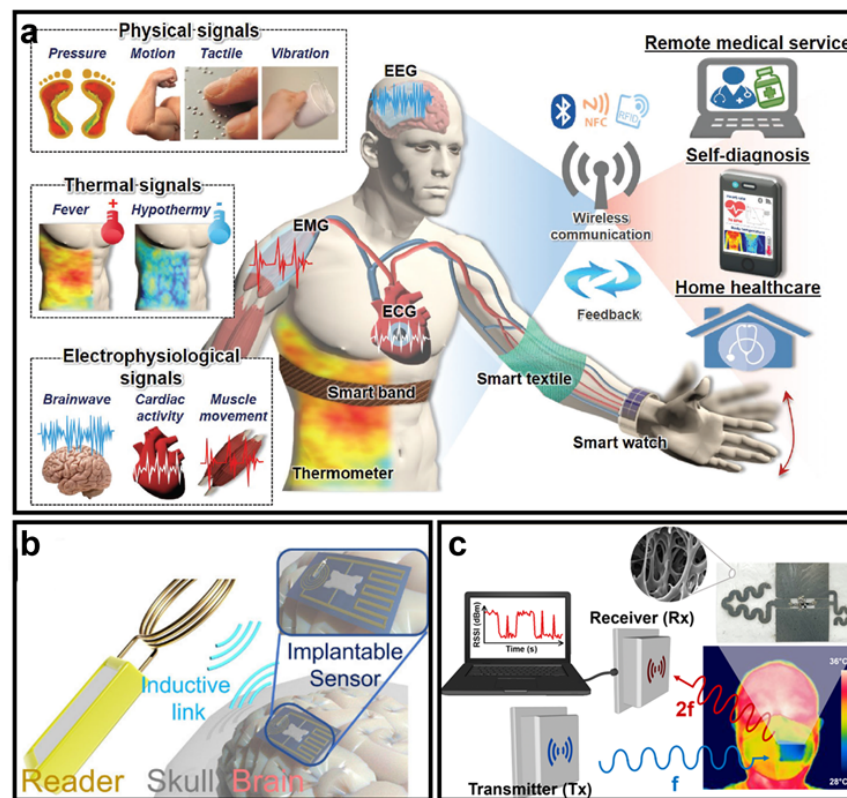 a
Physical signals
Pressure Motion Tactile Vibration
Thermal signals
Fever + Hypothermy -
Electrophysiological
signals
Brainwave Cardiac Muscle
activity movement
EEG
EMG
ECG
Smart band
Thermometer
Smart textile
Smart watch
NFC
RFID
Wireless
communication
Feedback
Remote medical service
Self-diagnosis
Home healthcare
b
Inductive
link
Implantable
Sensor
Reader Skull Brain
c
RSSI (dBm)
Time (s)
Receiver (Rx)
Transmitter (Tx)
2f
f
36°C
28°C